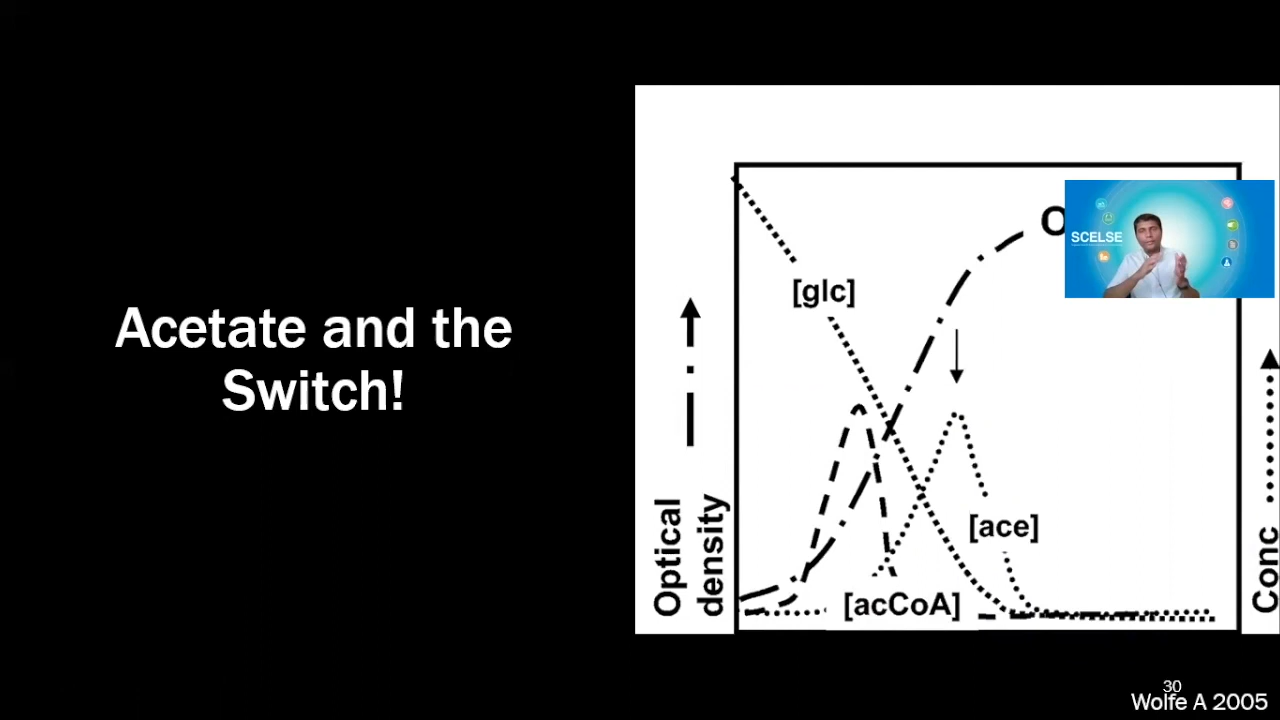 Acetate and the
Switch!
O
[glc]
SCELSE
[ace]
[acCoA]
Optical
density
Conc
30
Wolfe A 2005